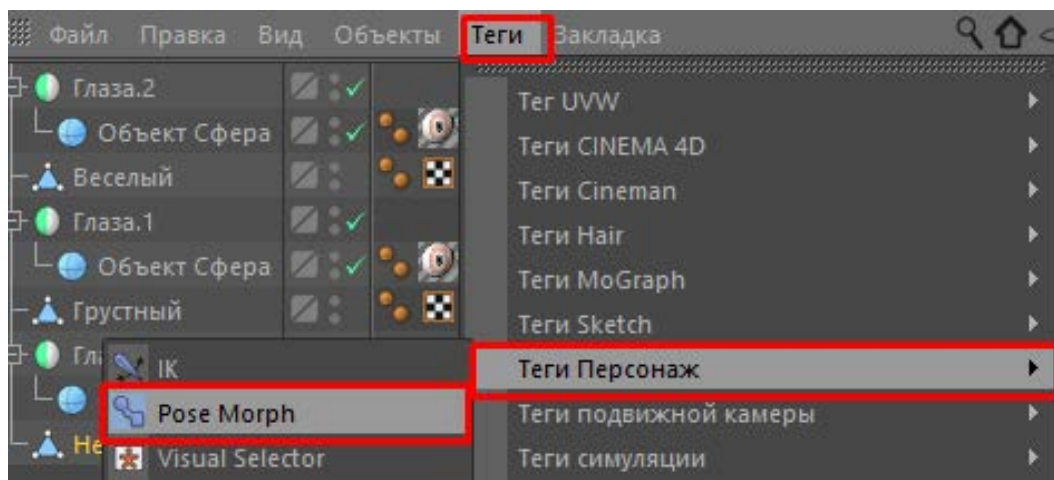 Файл Правка Вид Объекты Теги Закладка
Глаза.2
Объект Сфера
Веселый
Глаза.1
Объект Сфера
Грустный
Тег UVW
Теги CINEMA 4D
Теги Cineman
Теги Hair
Теги MoGraph
Теги Sketch
Теги Персонаж
Теги подвижной камеры
Теги симуляции
IK
Pose Morph
Visual Selector